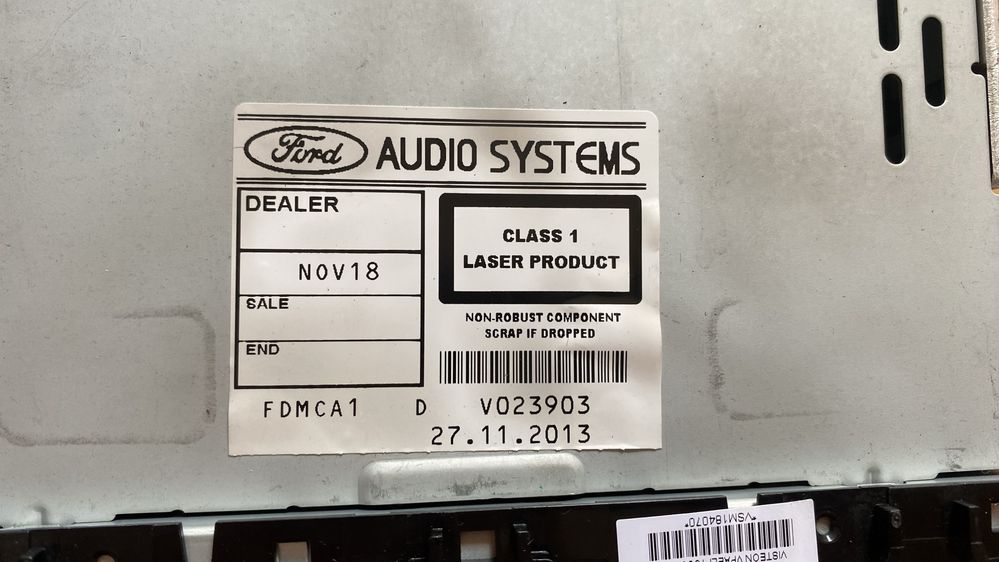 Ford AUDIO SYSTEMS
DEALER
NOV18
SALE
END
CLASS 1
LASER PRODUCT
NON-ROBUST COMPONENT
SCRAP IF DROPPED
FDMCA1 D V023903
27.11.2013
*VSM184070*
VISTEON